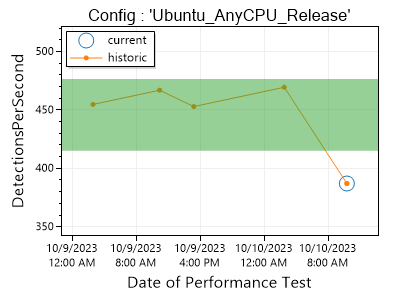 Config : 'Ubuntu_AnyCPU_Release'
current
historic
DetectionsPerSecond
500
450
400
350
10/9/2023 10/9/2023 10/9/2023 10/10/2023 10/10/2023
12:00 AM 8:00 AM 4:00 PM 12:00 AM 8:00 AM
Date of Performance Test